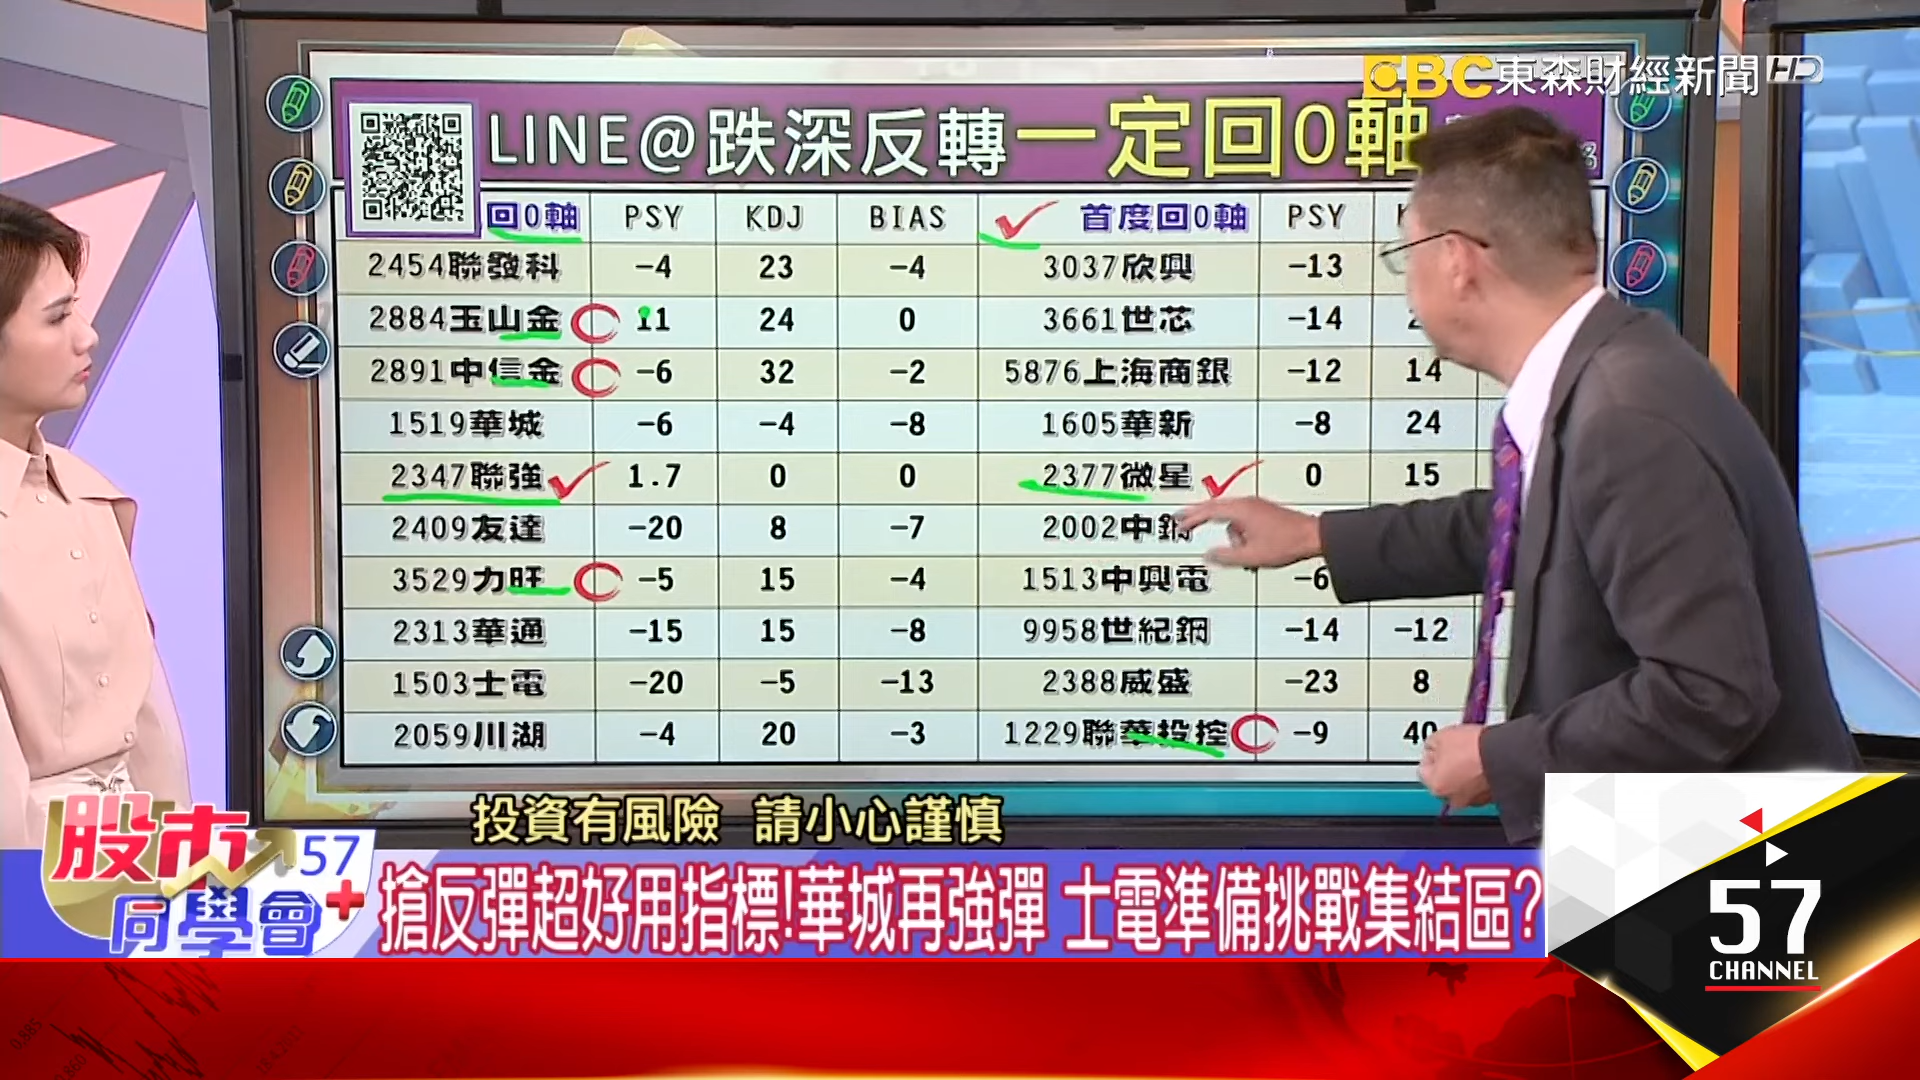 EBC 東森財經新聞 HD
LINE@跌深反轉一定回0軸
回0軸 PSY KDJ BIAS 首度回0軸 PSY
2454聯發科 -4 23 -4 3037欣興 -13
2884玉山金 11 24 0 3661世芯 -14
2891中信金 -6 32 -2 5876上海商銀 -12 14
1519華城 -6 -4 -8 1605華新 -8 24
2347聯強 1.7 0 0 2377微星 0 15
2409友達 -20 8 -7 2002中鋼
3529力旺 -5 15 -4 1513中興電 -6
2313華通 -15 15 -8 9958世紀鋼 -14 -12
1503士電 -20 -5 -13 2388威盛 -23 8
2059川湖 -4 20 -3 1229聯華投控 -9 40
投資有風險 請小心謹慎
股市 57
同學會+
搶反彈超好用指標!華城再強彈 士電準備挑戰集結區?
57
CHANNEL